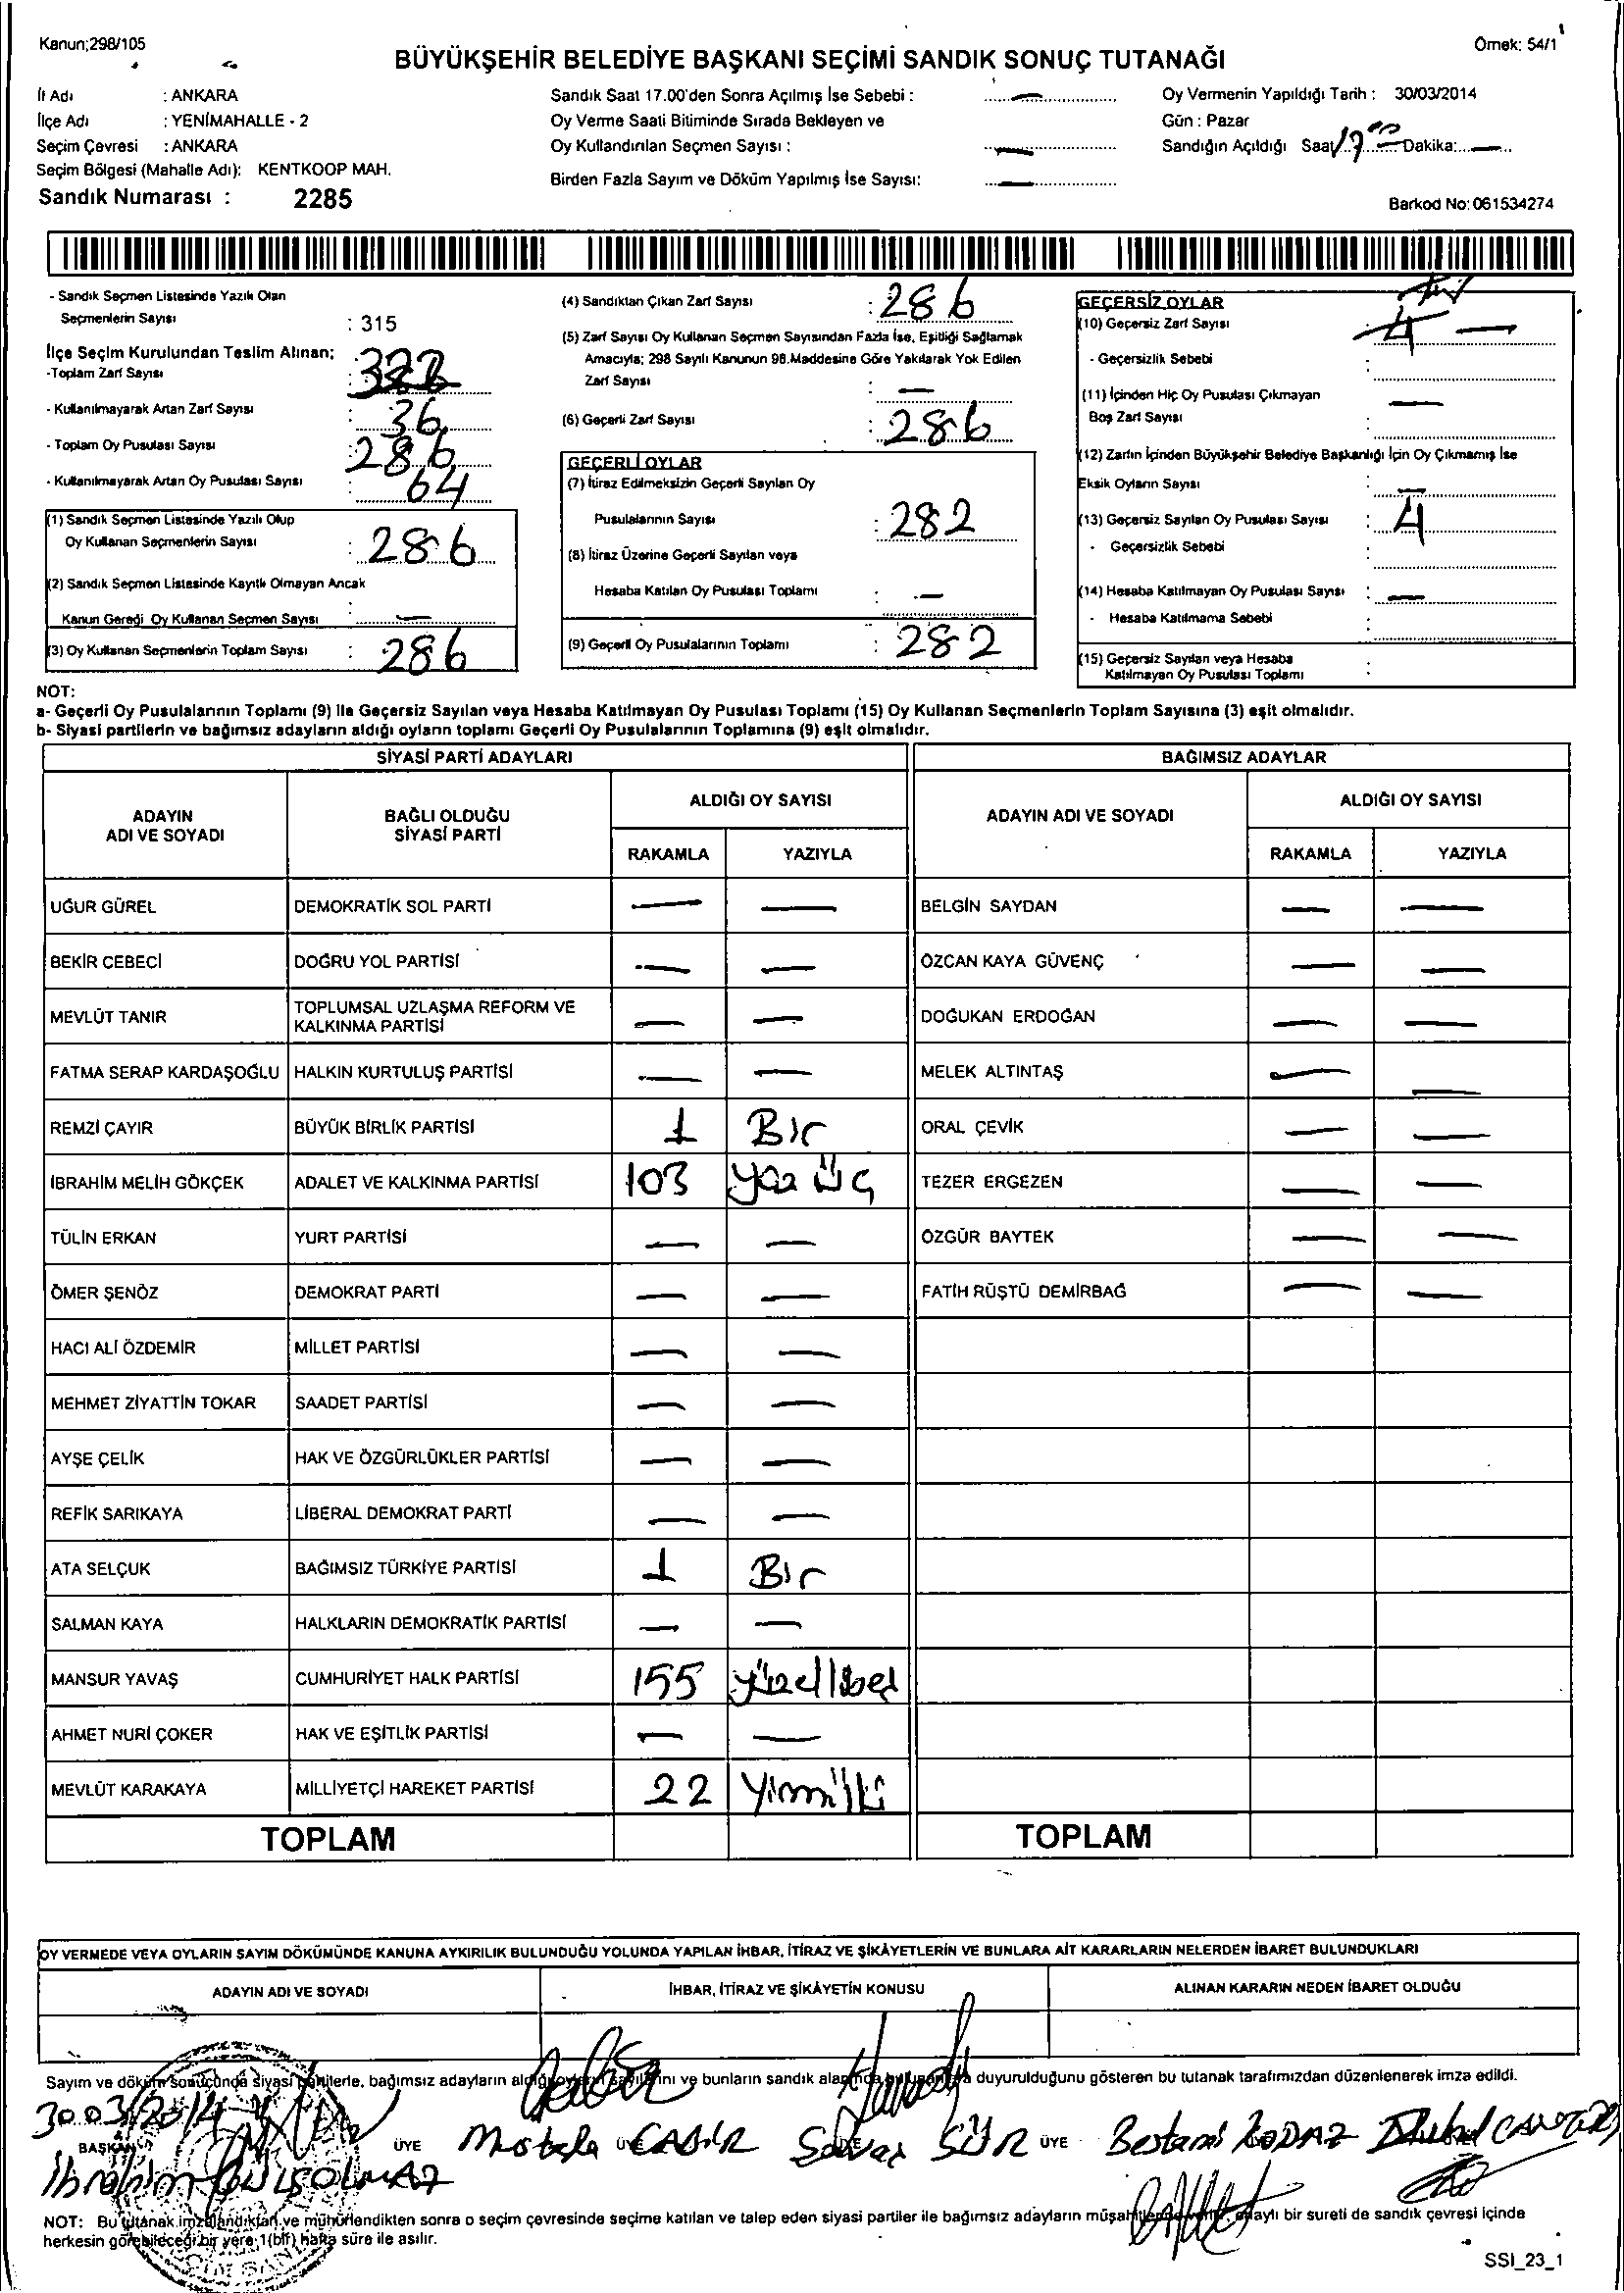 Kanun;298/105
Örnek: 54/1
BÜYÜKŞEHİR BELEDİYE BAŞKANI SEÇİMİ SANDIK SONUÇ TUTANAĞI
İl Adı : ANKARA
İlçe Adı : YENİMAHALLE - 2
Seçim Çevresi : ANKARA
Seçim Bölgesi (Mahalle Adı): KENTKOOP MAH.
Sandık Numarası : 2285
Sandık Saat 17.00'den Sonra Açılmış İse Sebebi : —
Oy Verme Saati Bitiminde Sırada Bekleyen ve
Oy Kullandırılan Seçmen Sayısı : —
Birden Fazla Sayım ve Döküm Yapılmış İse Sayısı: —
Oy Vermenin Yapıldığı Tarih : 30/03/2014
Gün : Pazar
Sandığın Açıldığı Saat 17 00 Dakika: —
Barkod No: 061534274
- Sandık Seçmen Listesinde Yazılı Olan
Seçmenlerin Sayısı : 315
İlçe Seçim Kurulundan Teslim Alınan;
-Toplam Zarf Sayısı :
- Kullanılmayarak Artan Zarf Sayısı : 36
- Toplam Oy Pusulası Sayısı : 286
- Kullanılmayarak Artan Oy Pusulası Sayısı : 64
(1) Sandık Seçmen Listesinde Yazılı Olup
Oy Kullanan Seçmenlerin Sayısı : 286
(2) Sandık Seçmen Listesinde Kayıtlı Olmayan Ancak
Kanun Gereği Oy Kullanan Seçmen Sayısı : —
(3) Oy Kullanan Seçmenlerin Toplam Sayısı : 286
(4) Sandıktan Çıkan Zarf Sayısı : 286
(5) Zarf Sayısı Oy Kullanan Seçmen Sayısından Fazla İse, Eşitliği Sağlamak
Amacıyla; 298 Sayılı Kanunun 98.Maddesine Göre Yakılarak Yok Edilen
Zarf Sayısı : —
(6) Geçerli Zarf Sayısı : 286
GEÇERLİ OYLAR
(7) İtiraz Edilmeksizin Geçerli Sayılan Oy
Pusulalarının Sayısı : 282
(8) İtiraz Üzerine Geçerli Sayılan veya
Hesaba Katılan Oy Pusulası Toplamı : —
(9) Geçerli Oy Pusulalarının Toplamı : 282
GEÇERSİZ OYLAR
(10) Geçersiz Zarf Sayısı 4 —
- Geçersizlik Sebebi :
(11) İçinden Hiç Oy Pusulası Çıkmayan —
Boş Zarf Sayısı :
(12) Zarfın İçinden Büyükşehir Belediye Başkanlığı İçin Oy Çıkmamış İse
Eksik Oyların Sayısı : —
(13) Geçersiz Sayılan Oy Pusulası Sayısı : 4
- Geçersizlik Sebebi :
(14) Hesaba Katılmayan Oy Pusulası Sayısı : —
- Hesaba Katılmama Sebebi :
(15) Geçersiz Sayılan veya Hesaba
Katılmayan Oy Pusulası Toplamı :
NOT:
a- Geçerli Oy Pusulalarının Toplamı (9) ile Geçersiz Sayılan veya Hesaba Katılmayan Oy Pusulası Toplamı (15) Oy Kullanan Seçmenlerin Toplam Sayısına (3) eşit olmalıdır.
b- Siyasi partilerin ve bağımsız adayların aldığı oyların toplamı Geçerli Oy Pusulalarının Toplamına (9) eşit olmalıdır.
SİYASİ PARTİ ADAYLARI BAĞIMSIZ ADAYLAR
ADAYIN ADI VE SOYADI BAĞLI OLDUĞU SİYASİ PARTİ ALDIĞI OY SAYISI ADAYIN ADI VE SOYADI ALDIĞI OY SAYISI
RAKAMLA YAZIYLA RAKAMLA YAZIYLA
UĞUR GÜREL DEMOKRATİK SOL PARTİ — — BELGİN SAYDAN — —
BEKİR CEBECİ DOĞRU YOL PARTİSİ — — ÖZCAN KAYA GÜVENÇ — —
MEVLÜT TANIR TOPLUMSAL UZLAŞMA REFORM VE KALKINMA PARTİSİ — — DOĞUKAN ERDOĞAN — —
FATMA SERAP KARDAŞOĞLU HALKIN KURTULUŞ PARTİSİ — — MELEK ALTINTAŞ — —
REMZİ ÇAYIR BÜYÜK BİRLİK PARTİSİ 1 Bir ORAL ÇEVİK — —
İBRAHİM MELİH GÖKÇEK ADALET VE KALKINMA PARTİSİ 103 yüz üç TEZER ERGEZEN — —
TÜLİN ERKAN YURT PARTİSİ — — ÖZGÜR BAYTEK — —
ÖMER ŞENÖZ DEMOKRAT PARTİ — — FATİH RÜŞTÜ DEMİRBAĞ — —
HACI ALİ ÖZDEMİR MİLLET PARTİSİ — —
MEHMET ZİYATTİN TOKAR SAADET PARTİSİ — —
AYŞE ÇELİK HAK VE ÖZGÜRLÜKLER PARTİSİ — —
REFİK SARIKAYA LİBERAL DEMOKRAT PARTİ — —
ATA SELÇUK BAĞIMSIZ TÜRKİYE PARTİSİ 1 Bir
SALMAN KAYA HALKLARIN DEMOKRATİK PARTİSİ — —
MANSUR YAVAŞ CUMHURİYET HALK PARTİSİ 155 yüzellibeş
AHMET NURİ ÇOKER HAK VE EŞİTLİK PARTİSİ — —
MEVLÜT KARAKAYA MİLLİYETÇİ HAREKET PARTİSİ 22 Yirmiiki
TOPLAM TOPLAM
OY VERMEDE VEYA OYLARIN SAYIM DÖKÜMÜNDE KANUNA AYKIRILIK BULUNDUĞU YOLUNDA YAPILAN İHBAR, İTİRAZ VE ŞİKÂYETLERİN VE BUNLARA AİT KARARLARIN NELERDEN İBARET BULUNDUKLARI
ADAYIN ADI VE SOYADI İHBAR, İTİRAZ VE ŞİKÂYETİN KONUSU ALINAN KARARIN NEDEN İBARET OLDUĞU
Sayım ve döküm sonucunda siyasi partilerle, bağımsız adayların aldığı oyların sayılarını ve bunların sandık alanında bulunanlara duyurulduğunu gösteren bu tutanak tarafımızdan düzenlenerek imza edildi.
30.03/2014
BAŞKAN ÜYE Mustafa ÜYE CABİR Savaş SÜR ÜYE Bestami
İbrahim GÜLŞOLMAZ
NOT: Bu tutanak imzalandıktan ve mühürlendikten sonra o seçim çevresinde seçime katılan ve talep eden siyasi partiler ile bağımsız adayların müşahitlerine verilir, onaylı bir sureti de sandık çevresi içinde
herkesin görebileceği bir yere 1(bir) hafta süre ile asılır.
SSI_23_1